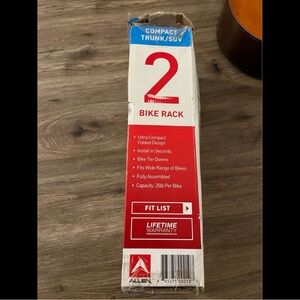 COMPACT
TRUNK/SUV
2
BIKE RACK
• Ultra-Compact
Folded Design
• Install in Seconds
• Bike Tie-Downs
• Fits Wide Range of Bikes
• Fully Assembled
• Capacity: 35lb Per Bike
FIT LIST
LIFETIME
WARRANTY
ALLEN